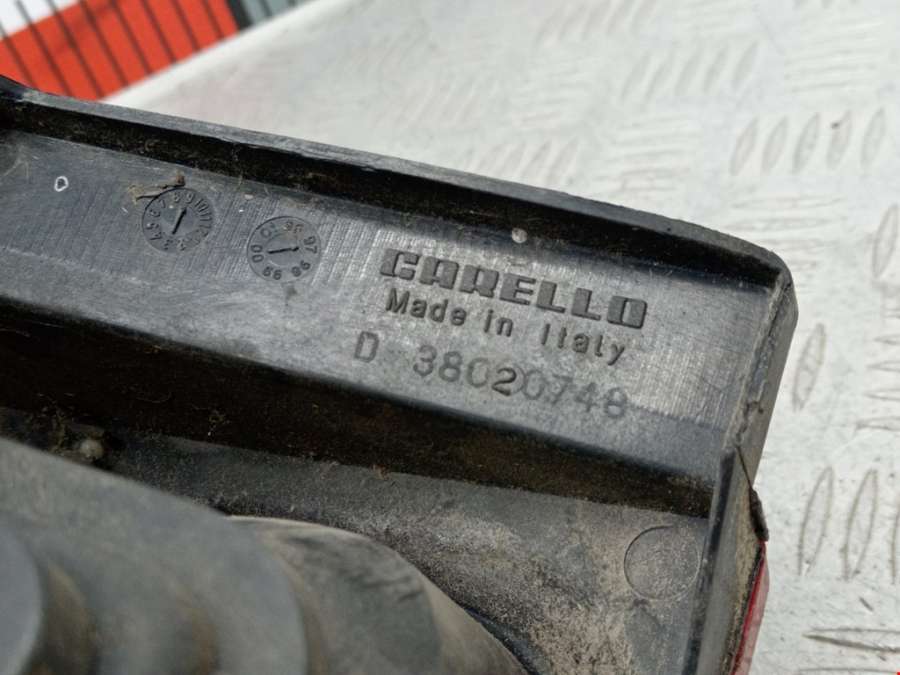 CARELLO
Made in Italy
D 38020748